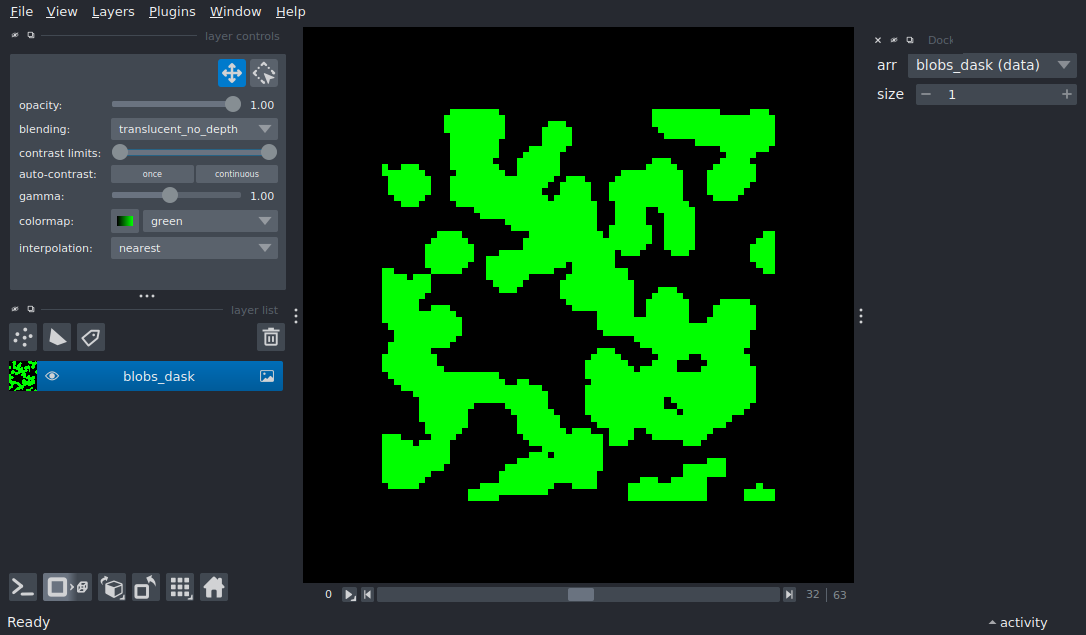 File View Layers Plugins Window Help
layer controls
opacity: 1.00
blending: translucent_no_depth
contrast limits:
auto-contrast: once continuous
gamma: 1.00
colormap: green
interpolation: nearest
layer list
blobs_dask
0 32 63
Ready
activity
Dock
arr blobs_dask (data)
size 1